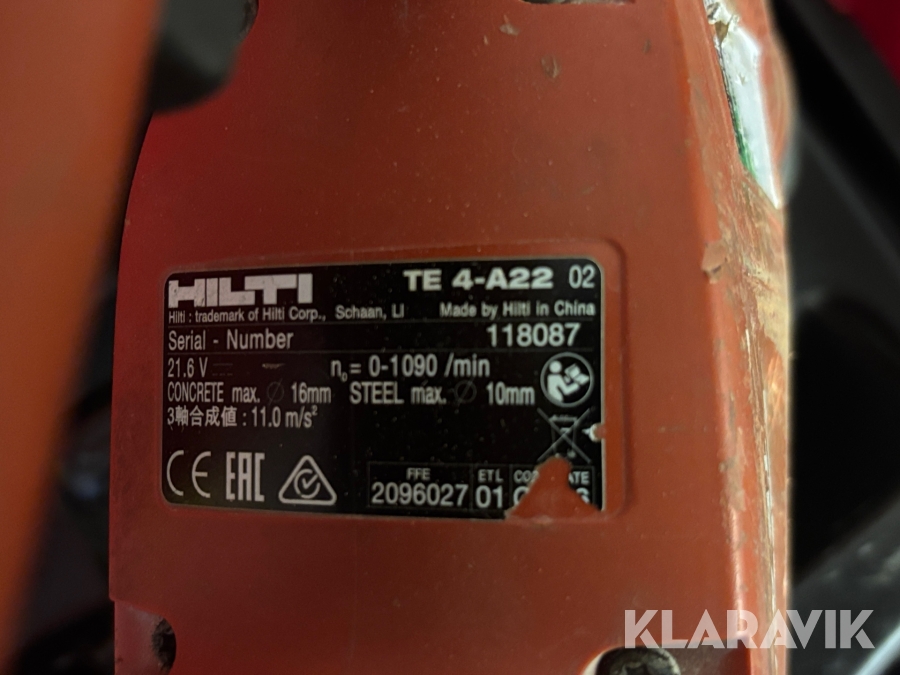 HILTI TE 4-A22 02
Hilti : trademark of Hilti Corp., Schaan, LI Made by Hilti in China
Serial - Number 118087
21.6 V n₀ = 0-1090 /min
CONCRETE max. Ø 16mm STEEL max. Ø 10mm
3軸合成値 : 11.0 m/s²
CE EAC
FFE ETL
2096027 01
KLARAVIK